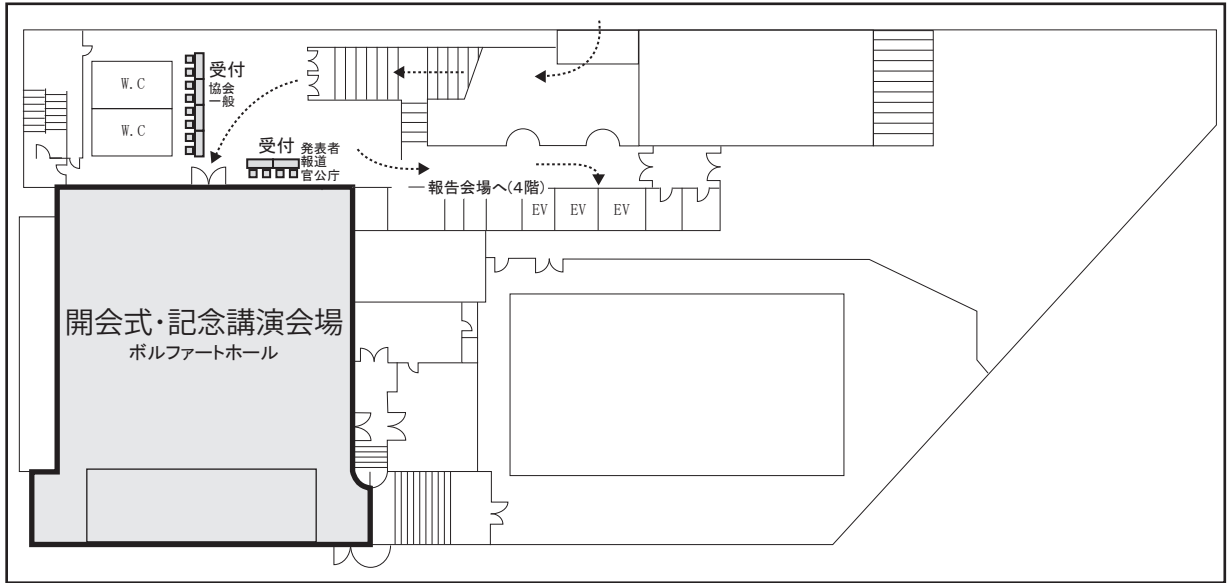 W.C
W.C
受付
協会
一般
受付
発表者
報道
官公庁
報告会場へ(4階)
EV
EV
EV
開会式・記念講演会場
ボルファートホール